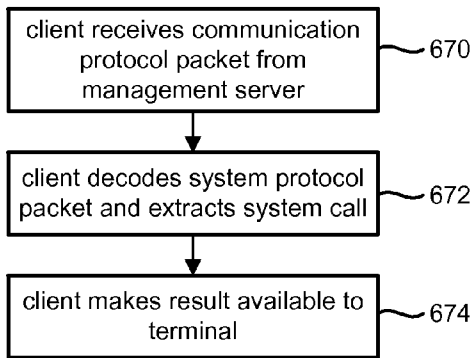 client receives communication
protocol packet from
management server
670
client decodes system protocol
packet and extracts system call
672
client makes result available to
terminal
674